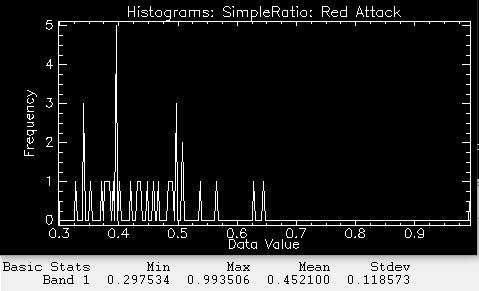 Histograms: SimpleRatio: Red Attack
5
4
3
2
1
0
Frequency
0.3 0.4 0.5 0.6 0.7 0.8 0.9
Data Value
Basic Stats Min Max Mean Stdev
Band 1 0.297534 0.993506 0.452100 0.118573